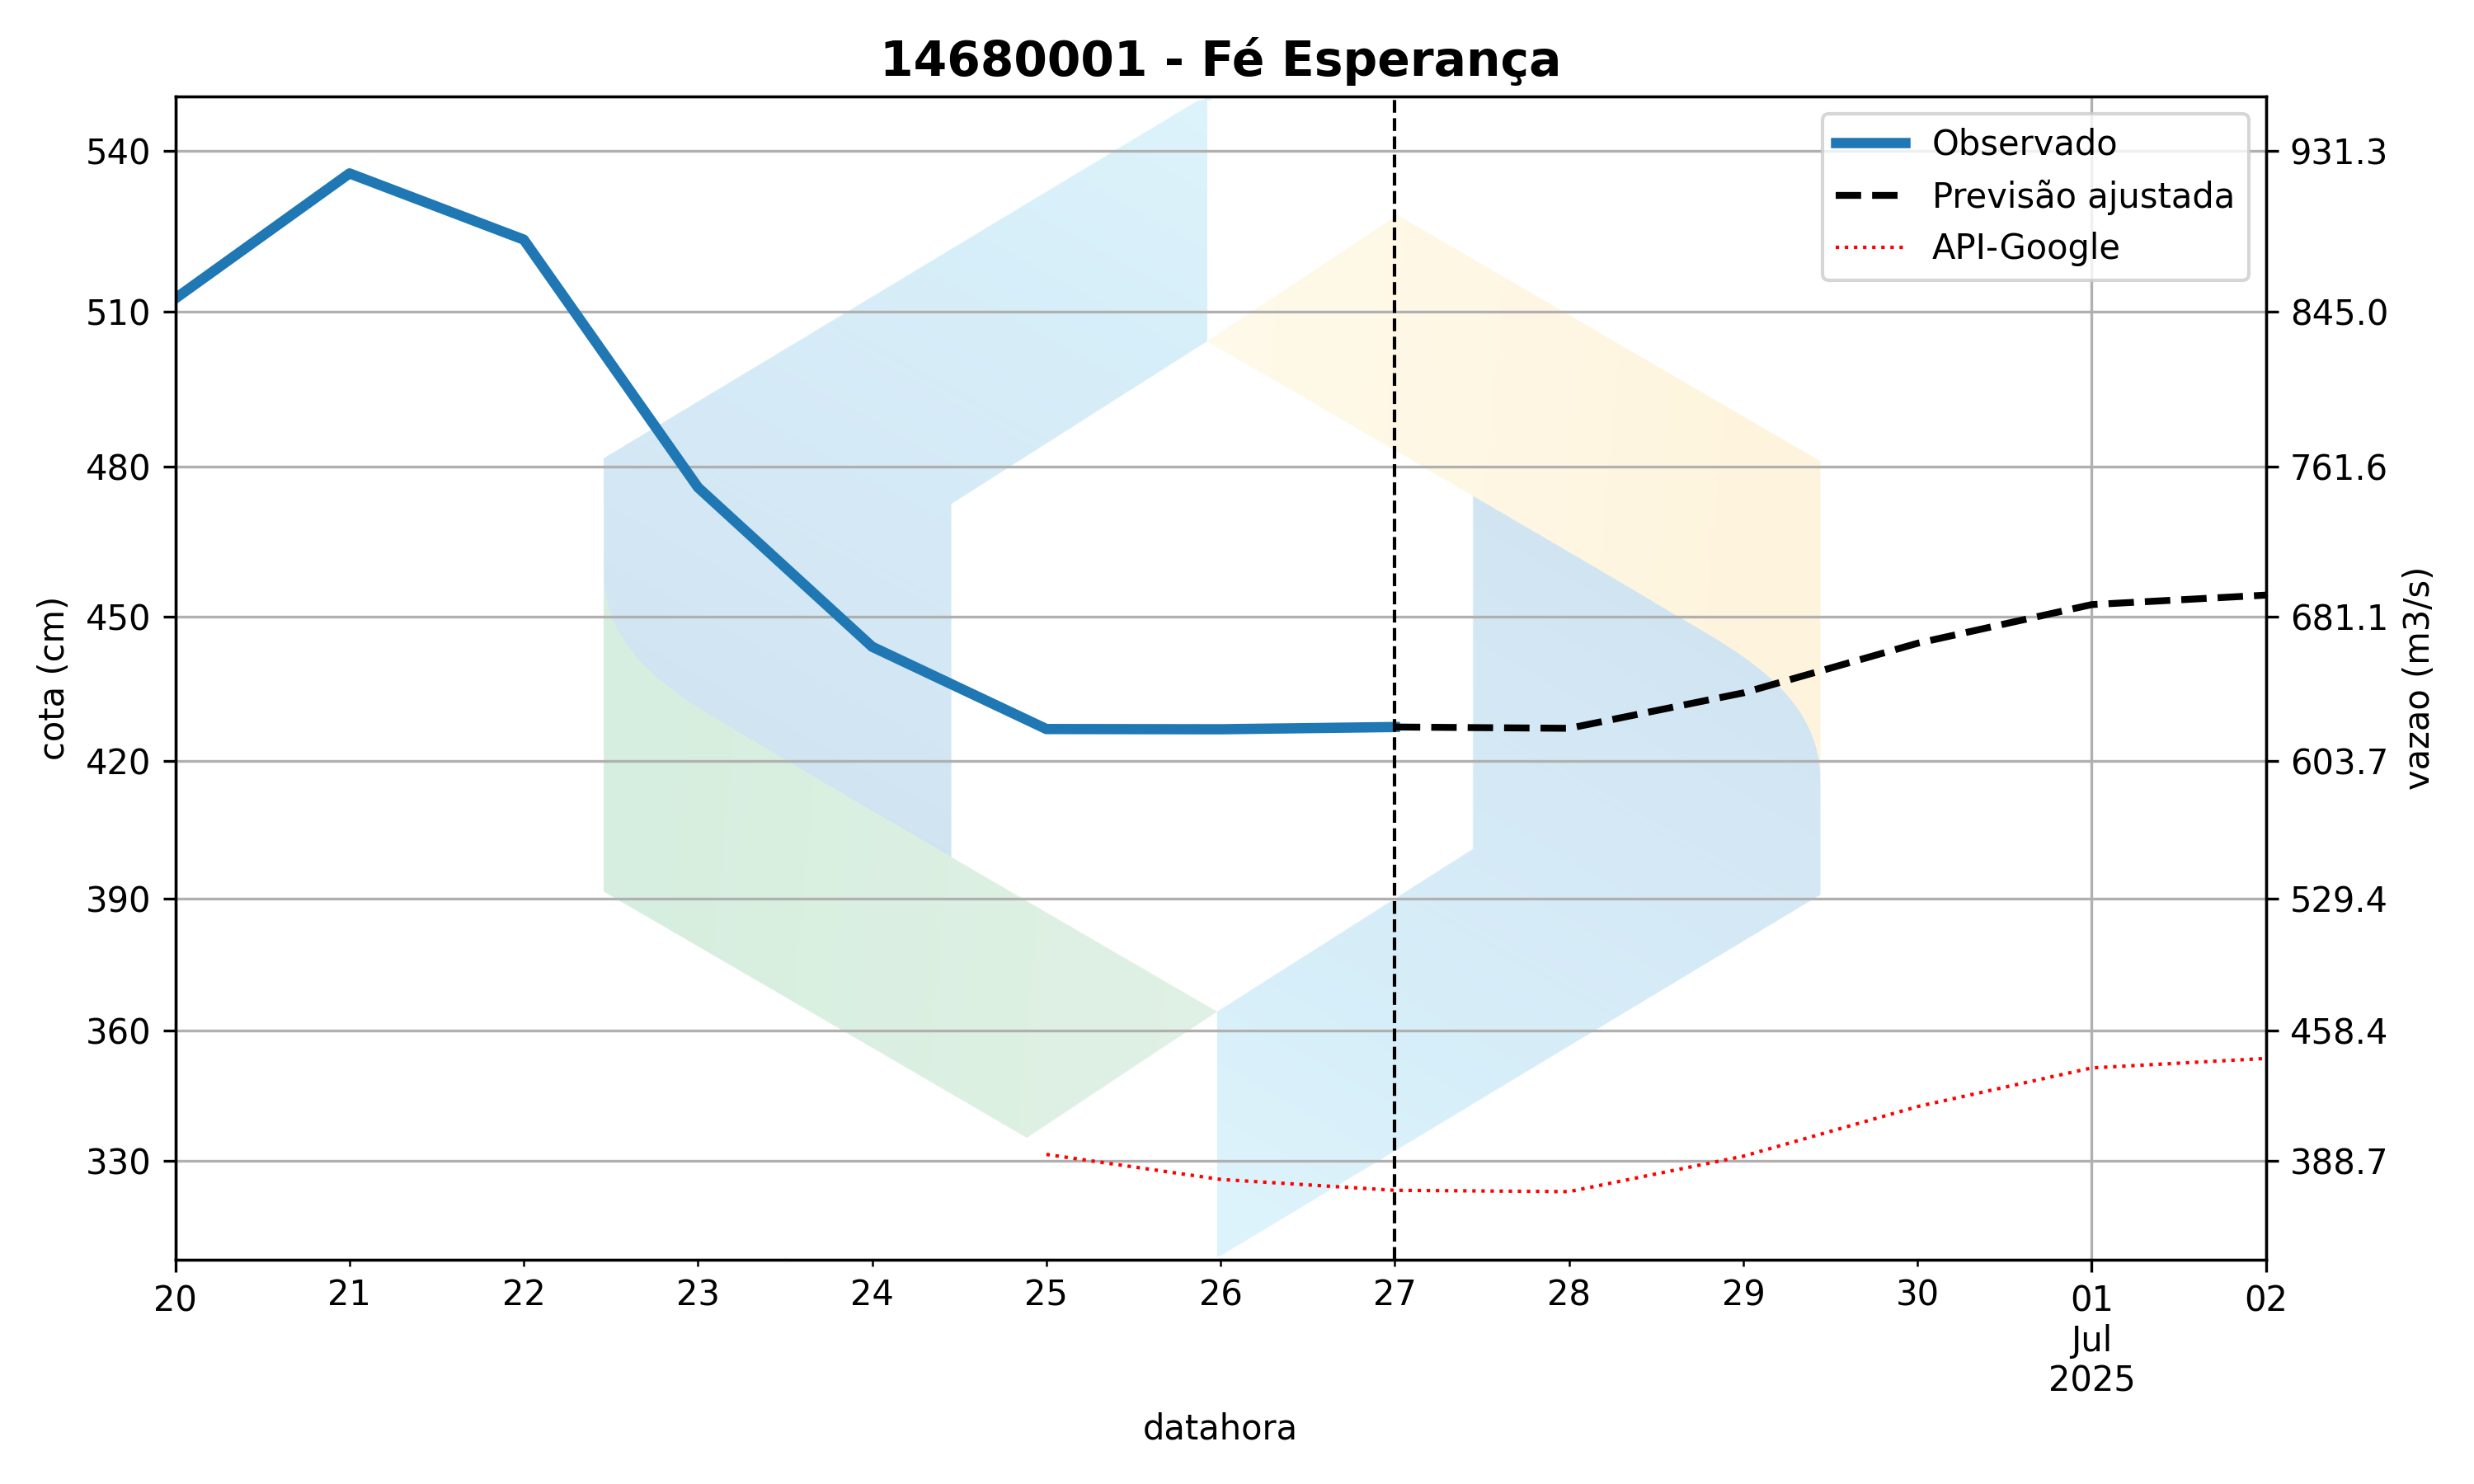 14680001 - Fé Esperança
Observado
Previsão ajustada
API-Google
cota (cm)
540
510
480
450
420
390
360
330
931.3
845.0
761.6
681.1
603.7
529.4
458.4
388.7
vazao (m3/s)
20 21 22 23 24 25 26 27 28 29 30 01 02
Jul
2025
datahora